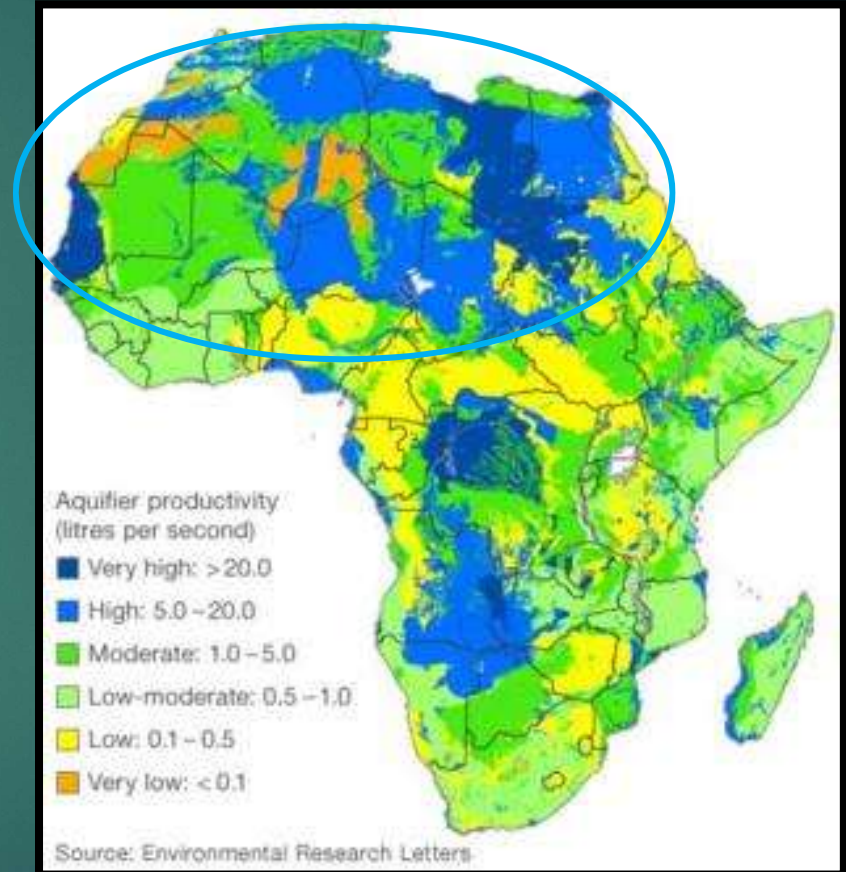 Aquifier productivity
(litres per second)
Very high: >20.0
High: 5.0–20.0
Moderate: 1.0–5.0
Low-moderate: 0.5–1.0
Low: 0.1–0.5
Very low: <0.1
Source: Environmental Research Letters